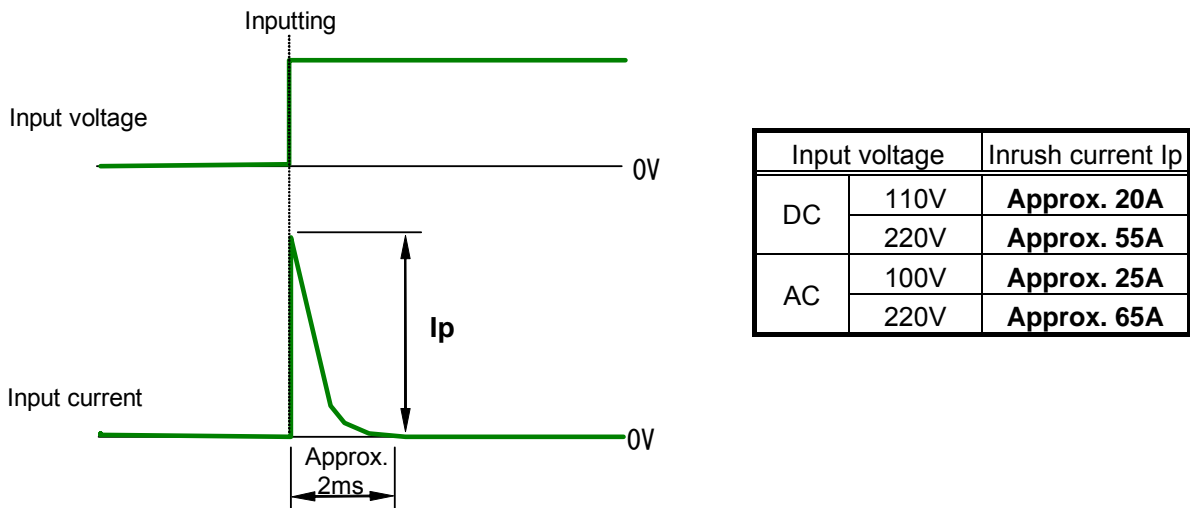 Inputting
Input voltage
0V
Ip
Input current
0V
Approx.
2ms
Input voltage Inrush current Ip
DC 110V Approx. 20A
220V Approx. 55A
AC 100V Approx. 25A
220V Approx. 65A